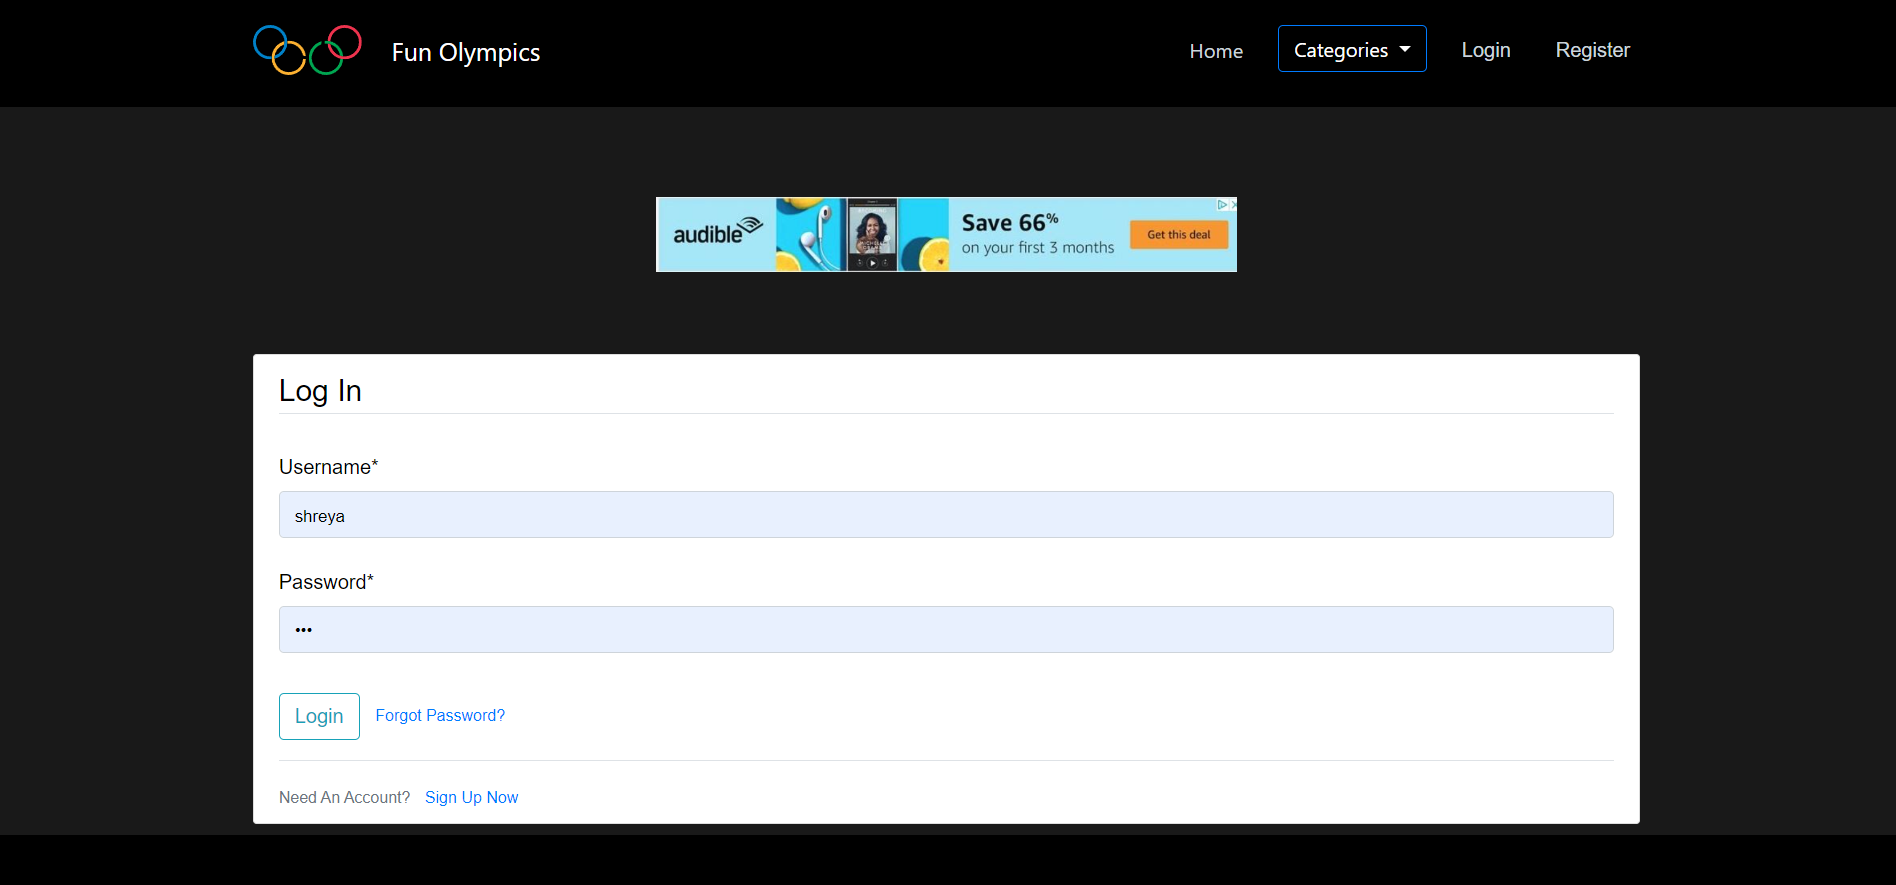 Fun Olympics
Home
Categories
Login
Register
audible
Save 66%
on your first 3 months
Get this deal
Log In
Username*
shreya
Password*
•••
Login
Forgot Password?
Need An Account? Sign Up Now